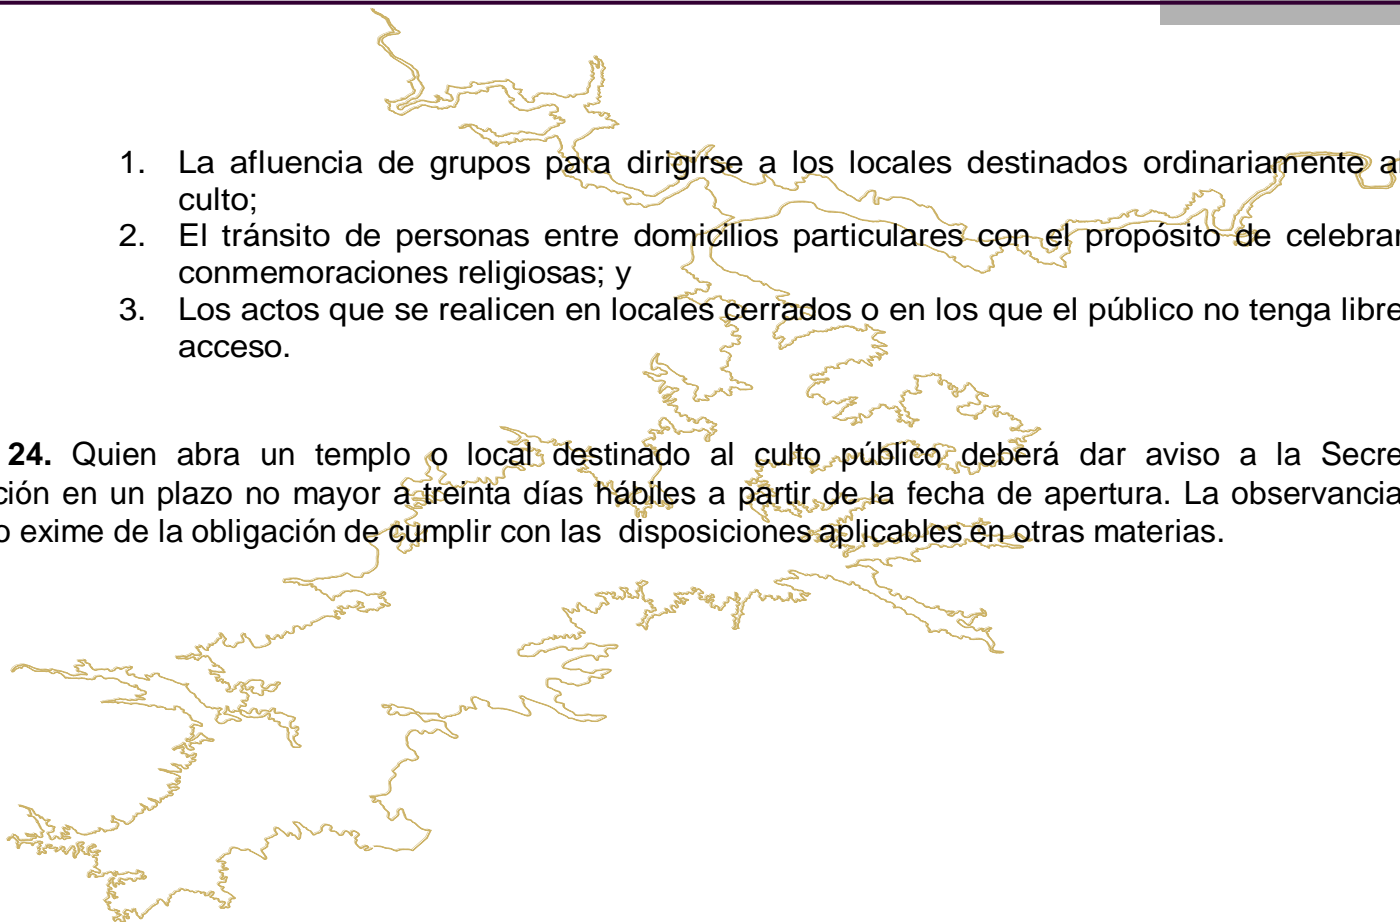 1. La afluencia de grupos para dirigirse a los locales destinados ordinariamente al
culto;
2. El tránsito de personas entre domicilios particulares con el propósito de celebrar
conmemoraciones religiosas; y
3. Los actos que se realicen en locales cerrados o en los que el público no tenga libre
acceso.
24. Quien abra un templo o local destinado al culto público deberá dar aviso a la Secre
ción en un plazo no mayor a treinta días hábiles a partir de la fecha de apertura. La observancia
o exime de la obligación de cumplir con las disposiciones aplicables en otras materias.